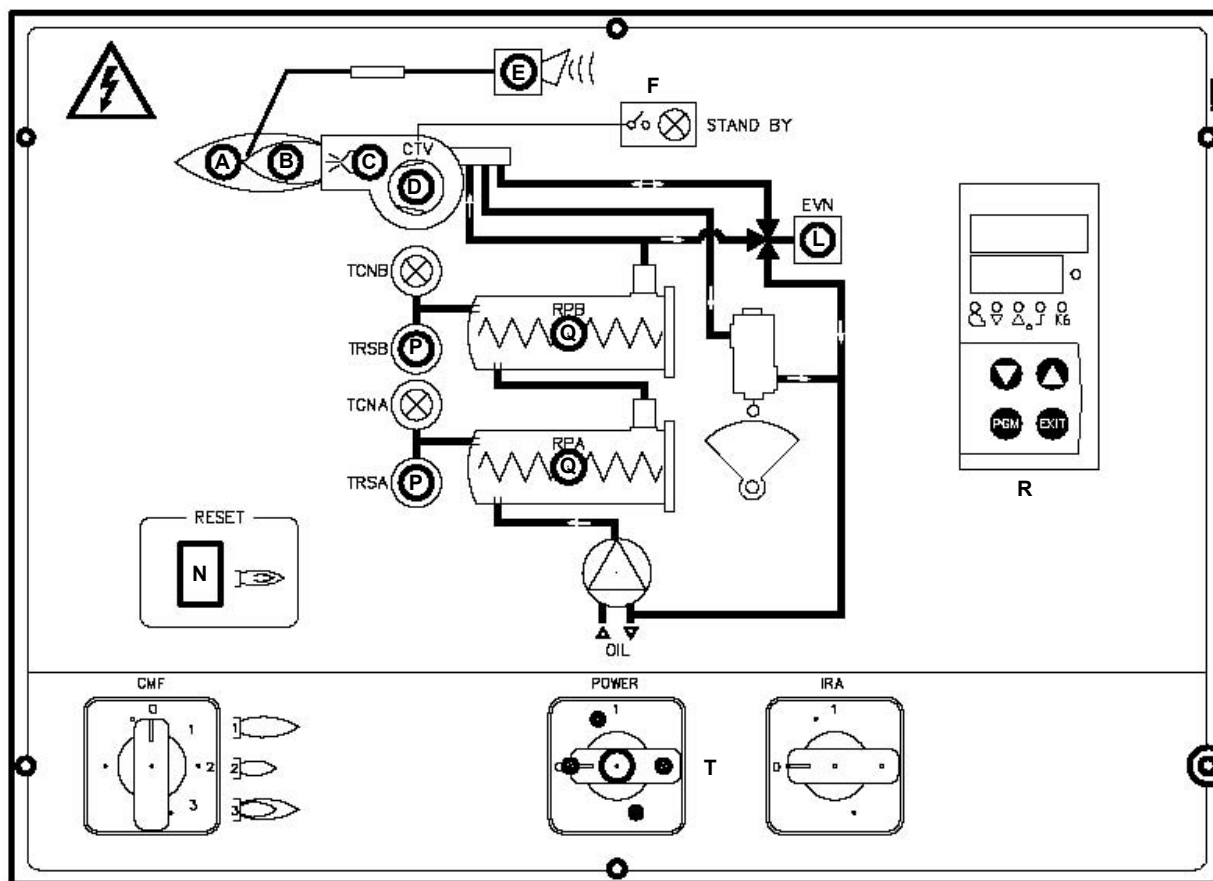 E
F
STAND BY
A
B
C
CTV
D
EVN
L
TCNB
RPB
Q
TRSB
P
K6
TCNA
PGM
EXIT
RPA
Q
TRSA
P
R
RESET
N
OIL
CMF
POWER
IRA
1
1
2
2
3
3
1
0
T
1
0